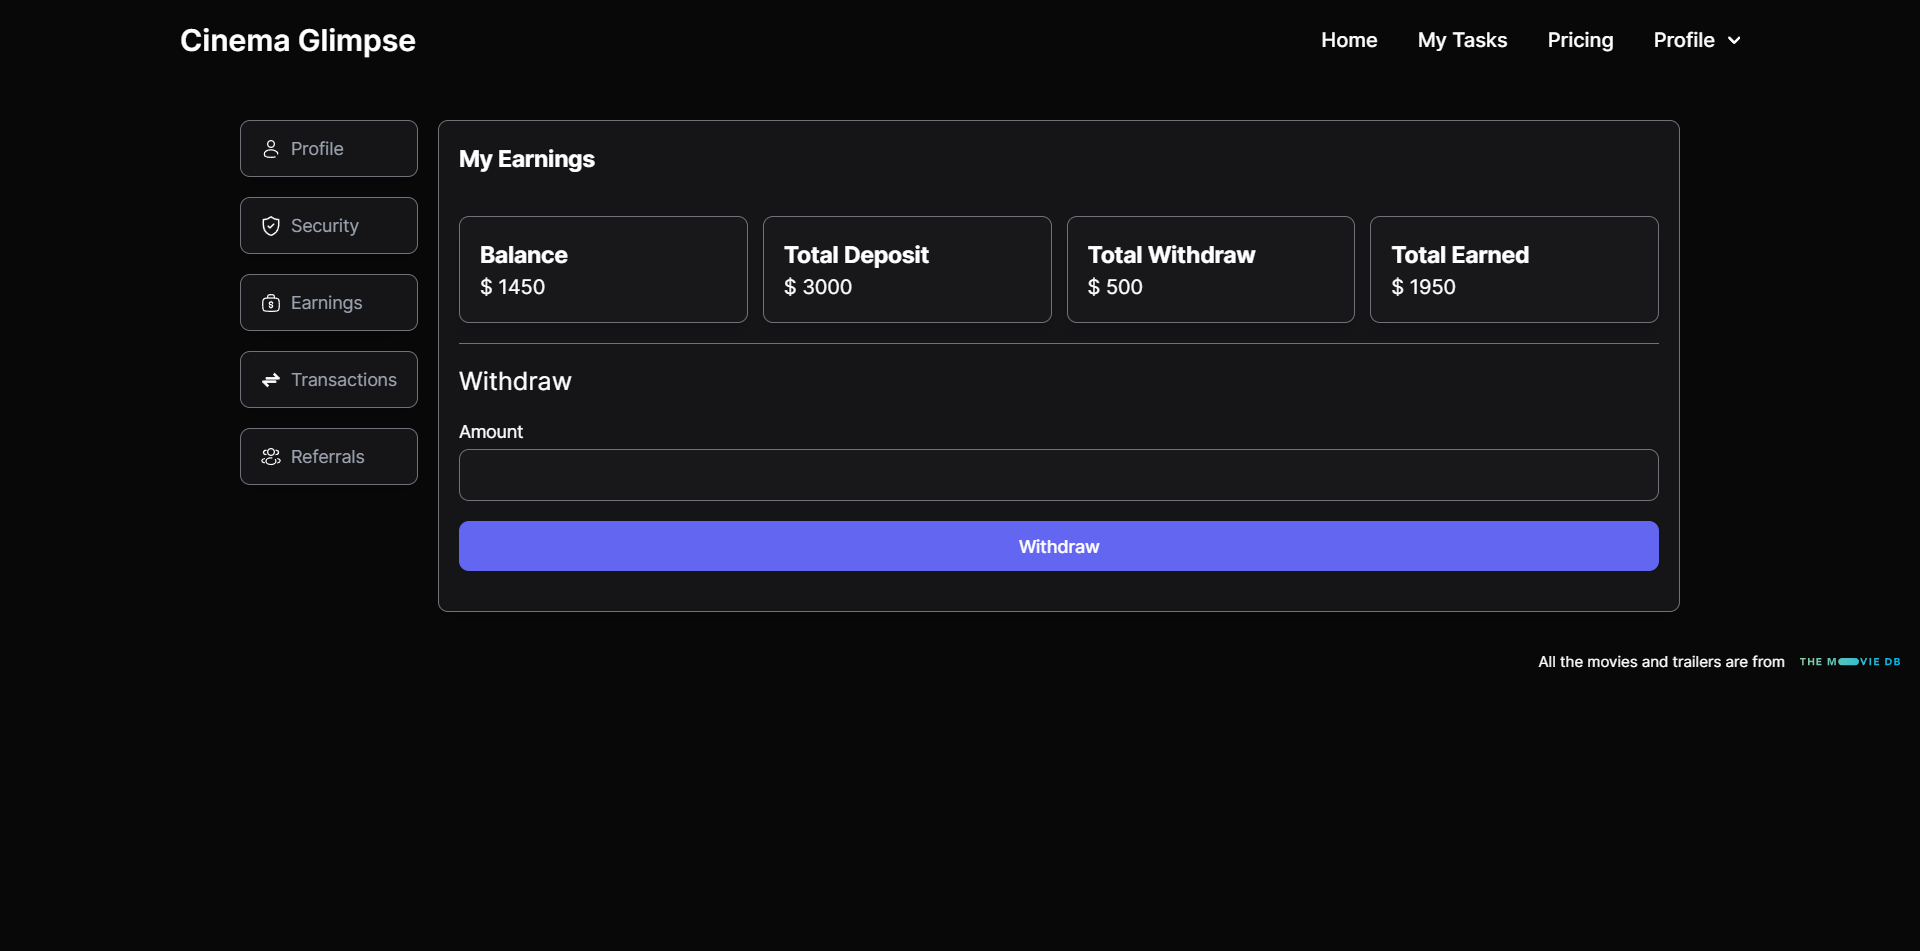 Cinema Glimpse
Home
My Tasks
Pricing
Profile
Profile
Security
Earnings
Transactions
Referrals
My Earnings
Balance
$ 1450
Total Deposit
$ 3000
Total Withdraw
$ 500
Total Earned
$ 1950
Withdraw
Amount
Withdraw
All the movies and trailers are from THE MOVIE DB